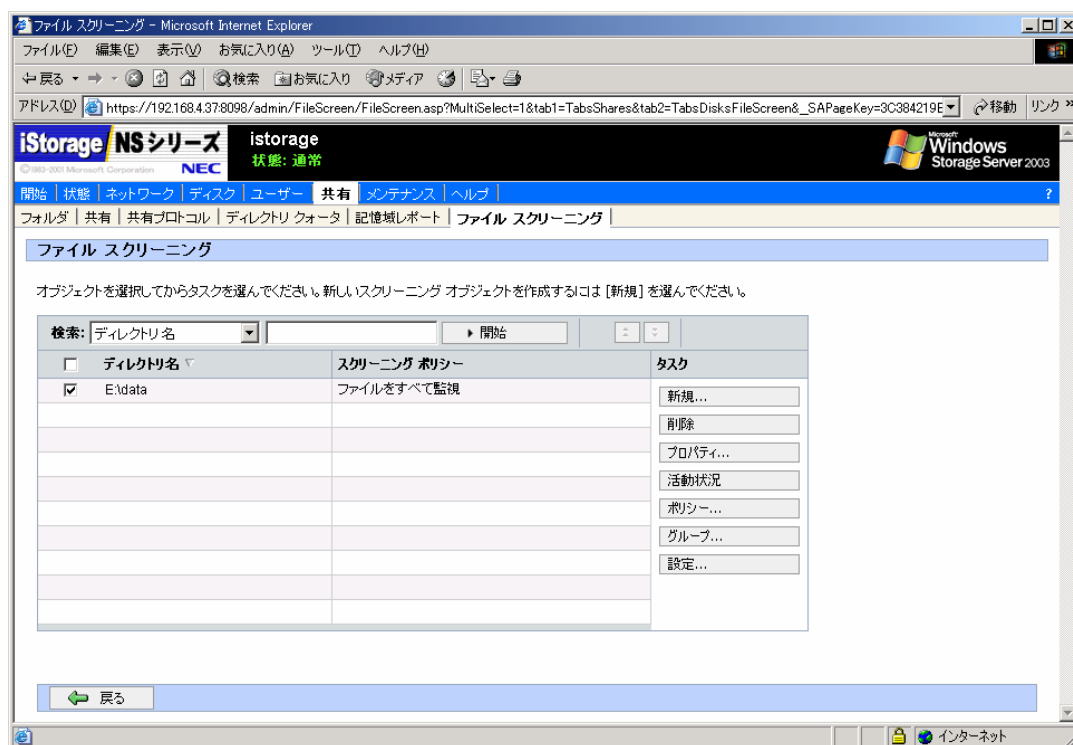 ファイル スクリーニング - Microsoft Internet Explorer
ファイル(F) 編集(E) 表示(V) お気に入り(A) ツール(T) ヘルプ(H)
戻る 検索 お気に入り メディア
アドレス(D) https://192.168.4.37:8098/admin/FileScreen/FileScreen.asp?MultiSelect=1&tab1=TabsShares&tab2=TabsDisksFileScreen&_SAPageKey=3C384219E 移動 リンク »
iStorage NSシリーズ istorage Microsoft Windows Storage Server 2003
状態: 通常
©1983-2001 Microsoft Corporation NEC
開始 状態 ネットワーク ディスク ユーザー 共有 メンテナンス ヘルプ ?
フォルダ 共有 共有プロトコル ディレクトリ クォータ 記憶域レポート ファイル スクリーニング
ファイル スクリーニング
オブジェクトを選択してからタスクを選んでください。新しいスクリーニング オブジェクトを作成するには [新規] を選んでください。
検索: ディレクトリ名 開始
ディレクトリ名 スクリーニング ポリシー タスク
E:\data ファイルをすべて監視
新規...
削除
プロパティ...
活動状況
ポリシー...
グループ...
設定...
戻る
インターネット